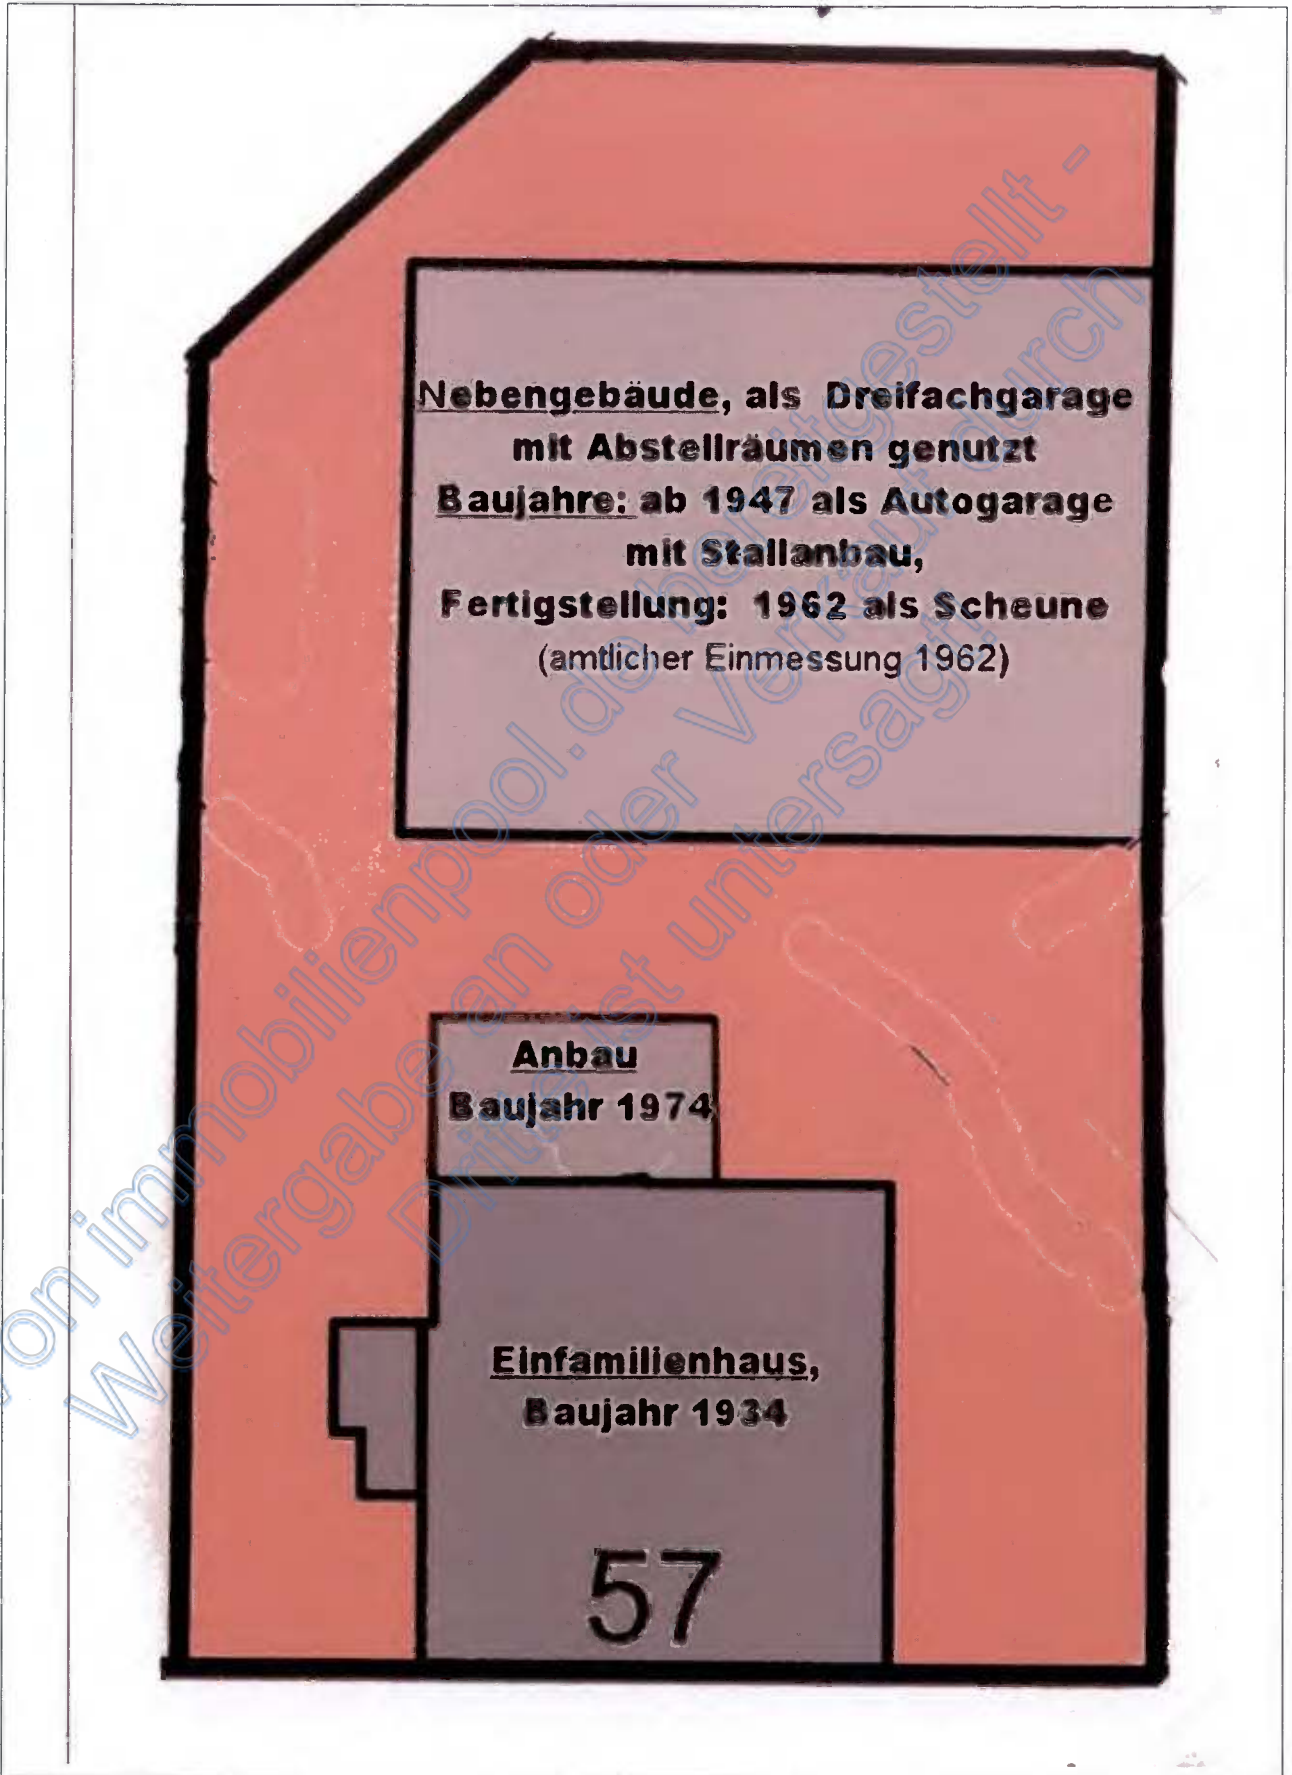 Nebengebäude, als Dreifachgarage
mit Abstellräumen genutzt
Baujahre: ab 1947 als Autogarage
mit Stallanbau,
Fertigstellung: 1962 als Scheune
(amtlicher Einmessung 1962)
Anbau
Baujahr 1974
Einfamilienhaus,
Baujahr 1934
57
von immobilienpool.de bereitgestellt -
Weitergabe an oder Verkauf durch
Dritte ist untersagt!